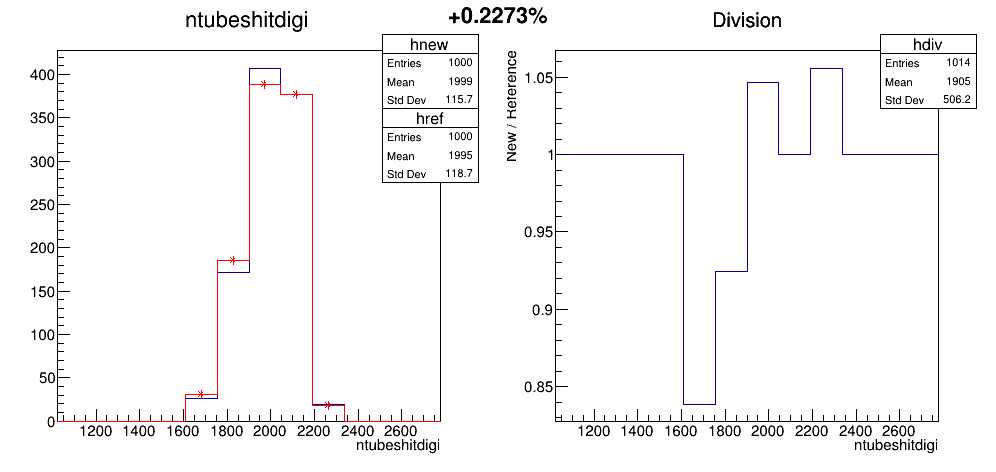 ntubeshitdigi
+0.2273%
Division
hnew
Entries 1000
Mean 1999
Std Dev 115.7
href
Entries 1000
Mean 1995
Std Dev 118.7
400
350
300
250
200
150
100
50
0
1200 1400 1600 1800 2000 2200 2400 2600
ntubeshitdigi
hdiv
Entries 1014
Mean 1905
Std Dev 506.2
New / Reference
1.05
1
0.95
0.9
0.85
1200 1400 1600 1800 2000 2200 2400 2600
ntubeshitdigi